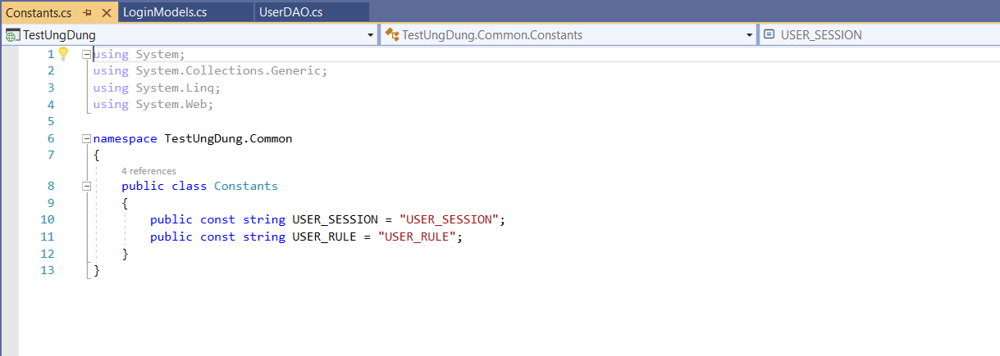 Constants.cs LoginModels.cs UserDAO.cs
TestUngDung TestUngDung.Common.Constants USER_SESSION
1 using System;
2 using System.Collections.Generic;
3 using System.Linq;
4 using System.Web;
5
6 namespace TestUngDung.Common
7 {
4 references
8 public class Constants
9 {
10 public const string USER_SESSION = "USER_SESSION";
11 public const string USER_RULE = "USER_RULE";
12 }
13 }